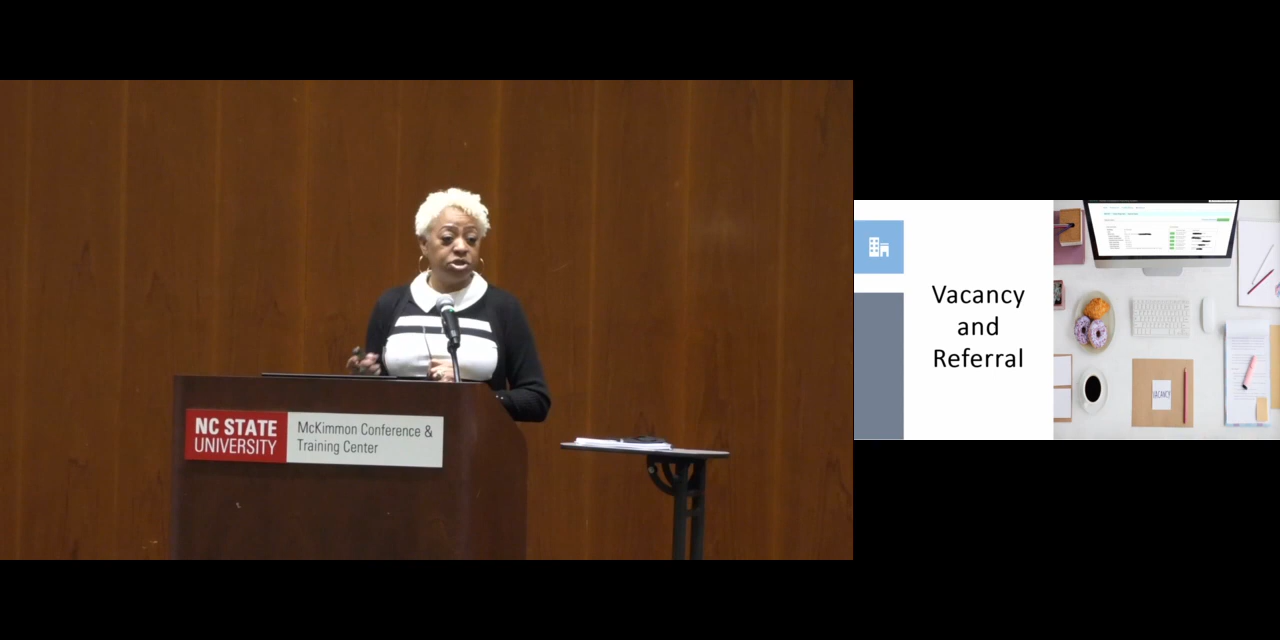 NC STATE
UNIVERSITY
McKimmon Conference &
Training Center
Vacancy
and
Referral
VACANCY